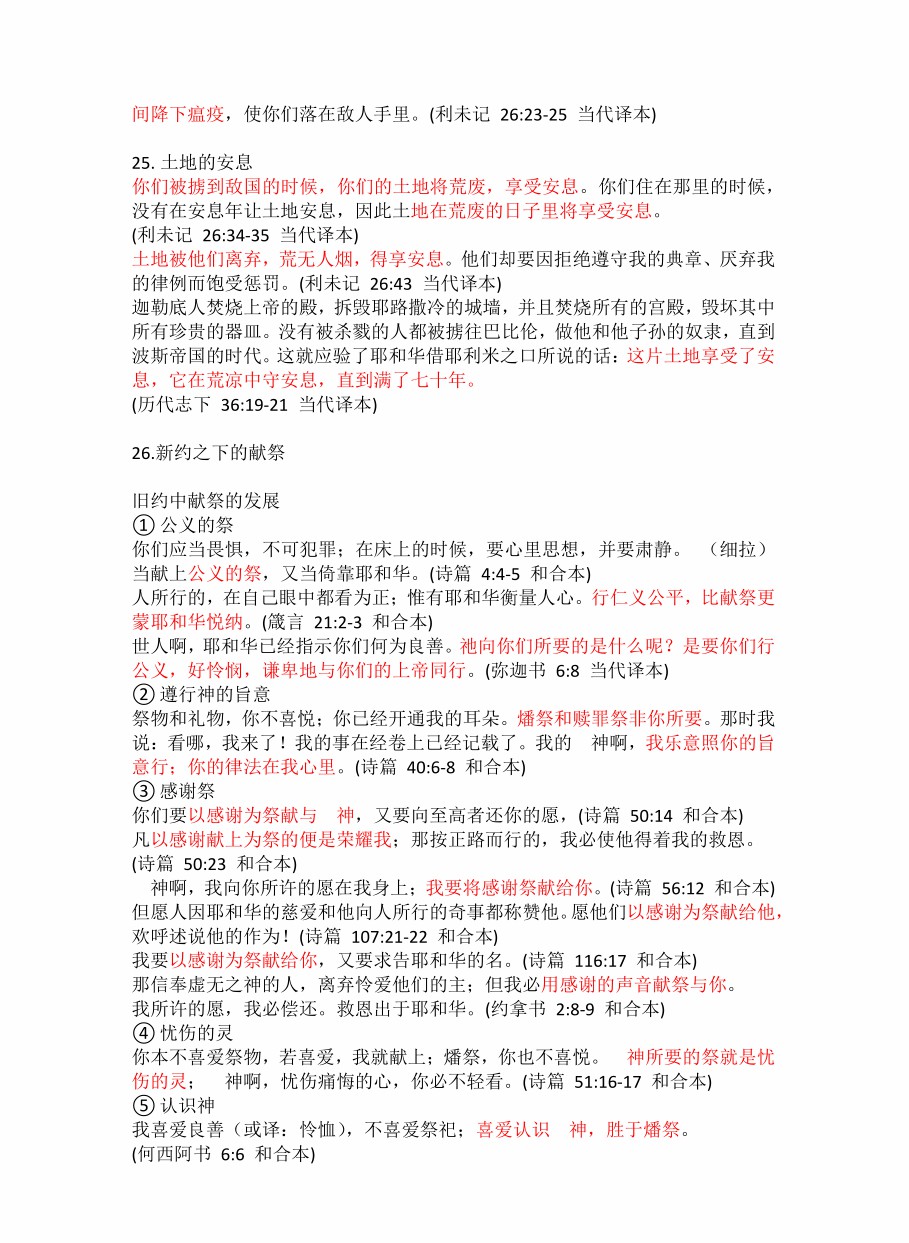 间降下瘟疫，使你们落在敌人手里。(利未记 26:23-25 当代译本)
25. 土地的安息
你们被掳到敌国的时候，你们的土地将荒废，享受安息。你们住在那里的时候，
没有在安息年让土地安息，因此土地在荒废的日子里将享受安息。
(利未记 26:34-35 当代译本)
土地被他们离弃，荒无人烟，得享安息。他们却要因拒绝遵守我的典章、厌弃我
的律例而饱受惩罚。(利未记 26:43 当代译本)
迦勒底人焚烧上帝的殿，拆毁耶路撒冷的城墙，并且焚烧所有的宫殿，毁坏其中
所有珍贵的器皿。没有被杀戮的人都被掳往巴比伦，做他和他子孙的奴隶，直到
波斯帝国的时代。这就应验了耶和华借耶利米之口所说的话：这片土地享受了安
息，它在荒凉中守安息，直到满了七十年。
(历代志下 36:19-21 当代译本)
26.新约之下的献祭
旧约中献祭的发展
① 公义的祭
你们应当畏惧，不可犯罪；在床上的时候，要心里思想，并要肃静。 （细拉）
当献上公义的祭，又当倚靠耶和华。(诗篇 4:4-5 和合本)
人所行的，在自己眼中都看为正；惟有耶和华衡量人心。行仁义公平，比献祭更
蒙耶和华悦纳。(箴言 21:2-3 和合本)
世人啊，耶和华已经指示你们何为良善。祂向你们所要的是什么呢？是要你们行
公义，好怜悯，谦卑地与你们的上帝同行。(弥迦书 6:8 当代译本)
② 遵行神的旨意
祭物和礼物，你不喜悦；你已经开通我的耳朵。燔祭和赎罪祭非你所要。那时我
说：看哪，我来了！我的事在经卷上已经记载了。我的　神啊，我乐意照你的旨
意行；你的律法在我心里。(诗篇 40:6-8 和合本)
③ 感谢祭
你们要以感谢为祭献与　神，又要向至高者还你的愿，(诗篇 50:14 和合本)
凡以感谢献上为祭的便是荣耀我；那按正路而行的，我必使他得着我的救恩。
(诗篇 50:23 和合本)
　神啊，我向你所许的愿在我身上；我要将感谢祭献给你。(诗篇 56:12 和合本)
但愿人因耶和华的慈爱和他向人所行的奇事都称赞他。愿他们以感谢为祭献给他，
欢呼述说他的作为！(诗篇 107:21-22 和合本)
我要以感谢为祭献给你，又要求告耶和华的名。(诗篇 116:17 和合本)
那信奉虚无之神的人，离弃怜爱他们的主；但我必用感谢的声音献祭与你。
我所许的愿，我必偿还。救恩出于耶和华。(约拿书 2:8-9 和合本)
④ 忧伤的灵
你本不喜爱祭物，若喜爱，我就献上；燔祭，你也不喜悦。　神所要的祭就是忧
伤的灵；　神啊，忧伤痛悔的心，你必不轻看。(诗篇 51:16-17 和合本)
⑤ 认识神
我喜爱良善（或译：怜恤），不喜爱祭祀；喜爱认识　神，胜于燔祭。
(何西阿书 6:6 和合本)